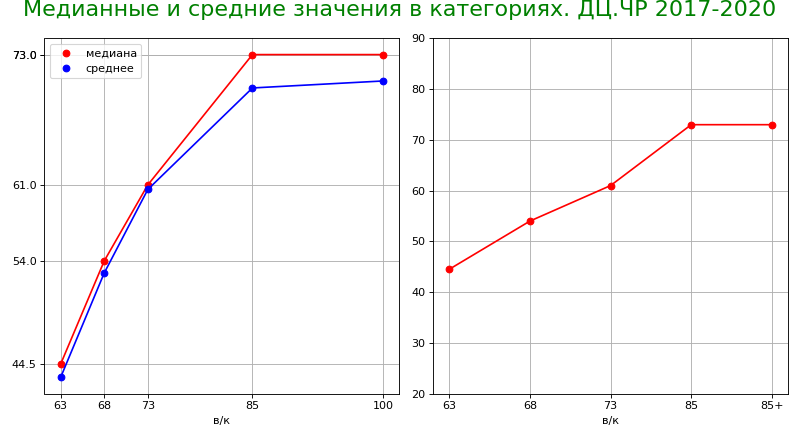 Медианные и средние значения в категориях. ДЦ.ЧР 2017-2020
медиана
среднее
73.0
61.0
54.0
44.5
63 68 73 85 100
в/к
90
80
70
60
50
40
30
20
63 68 73 85 85+
в/к